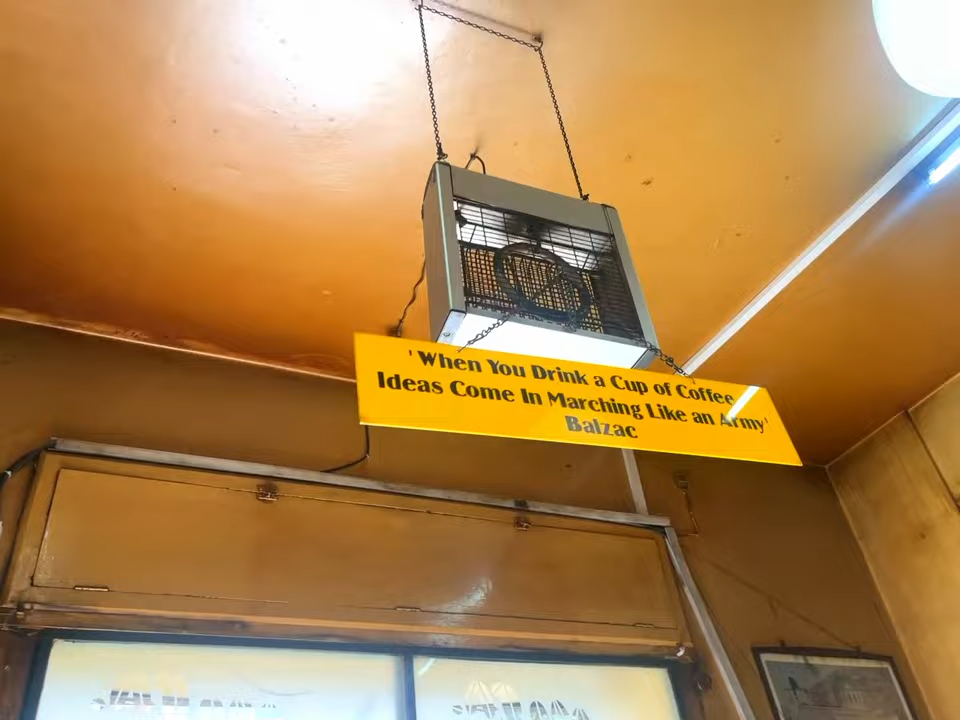 'When You Drink a Cup of Coffee
Ideas Come In Marching Like an Army'
Balzac